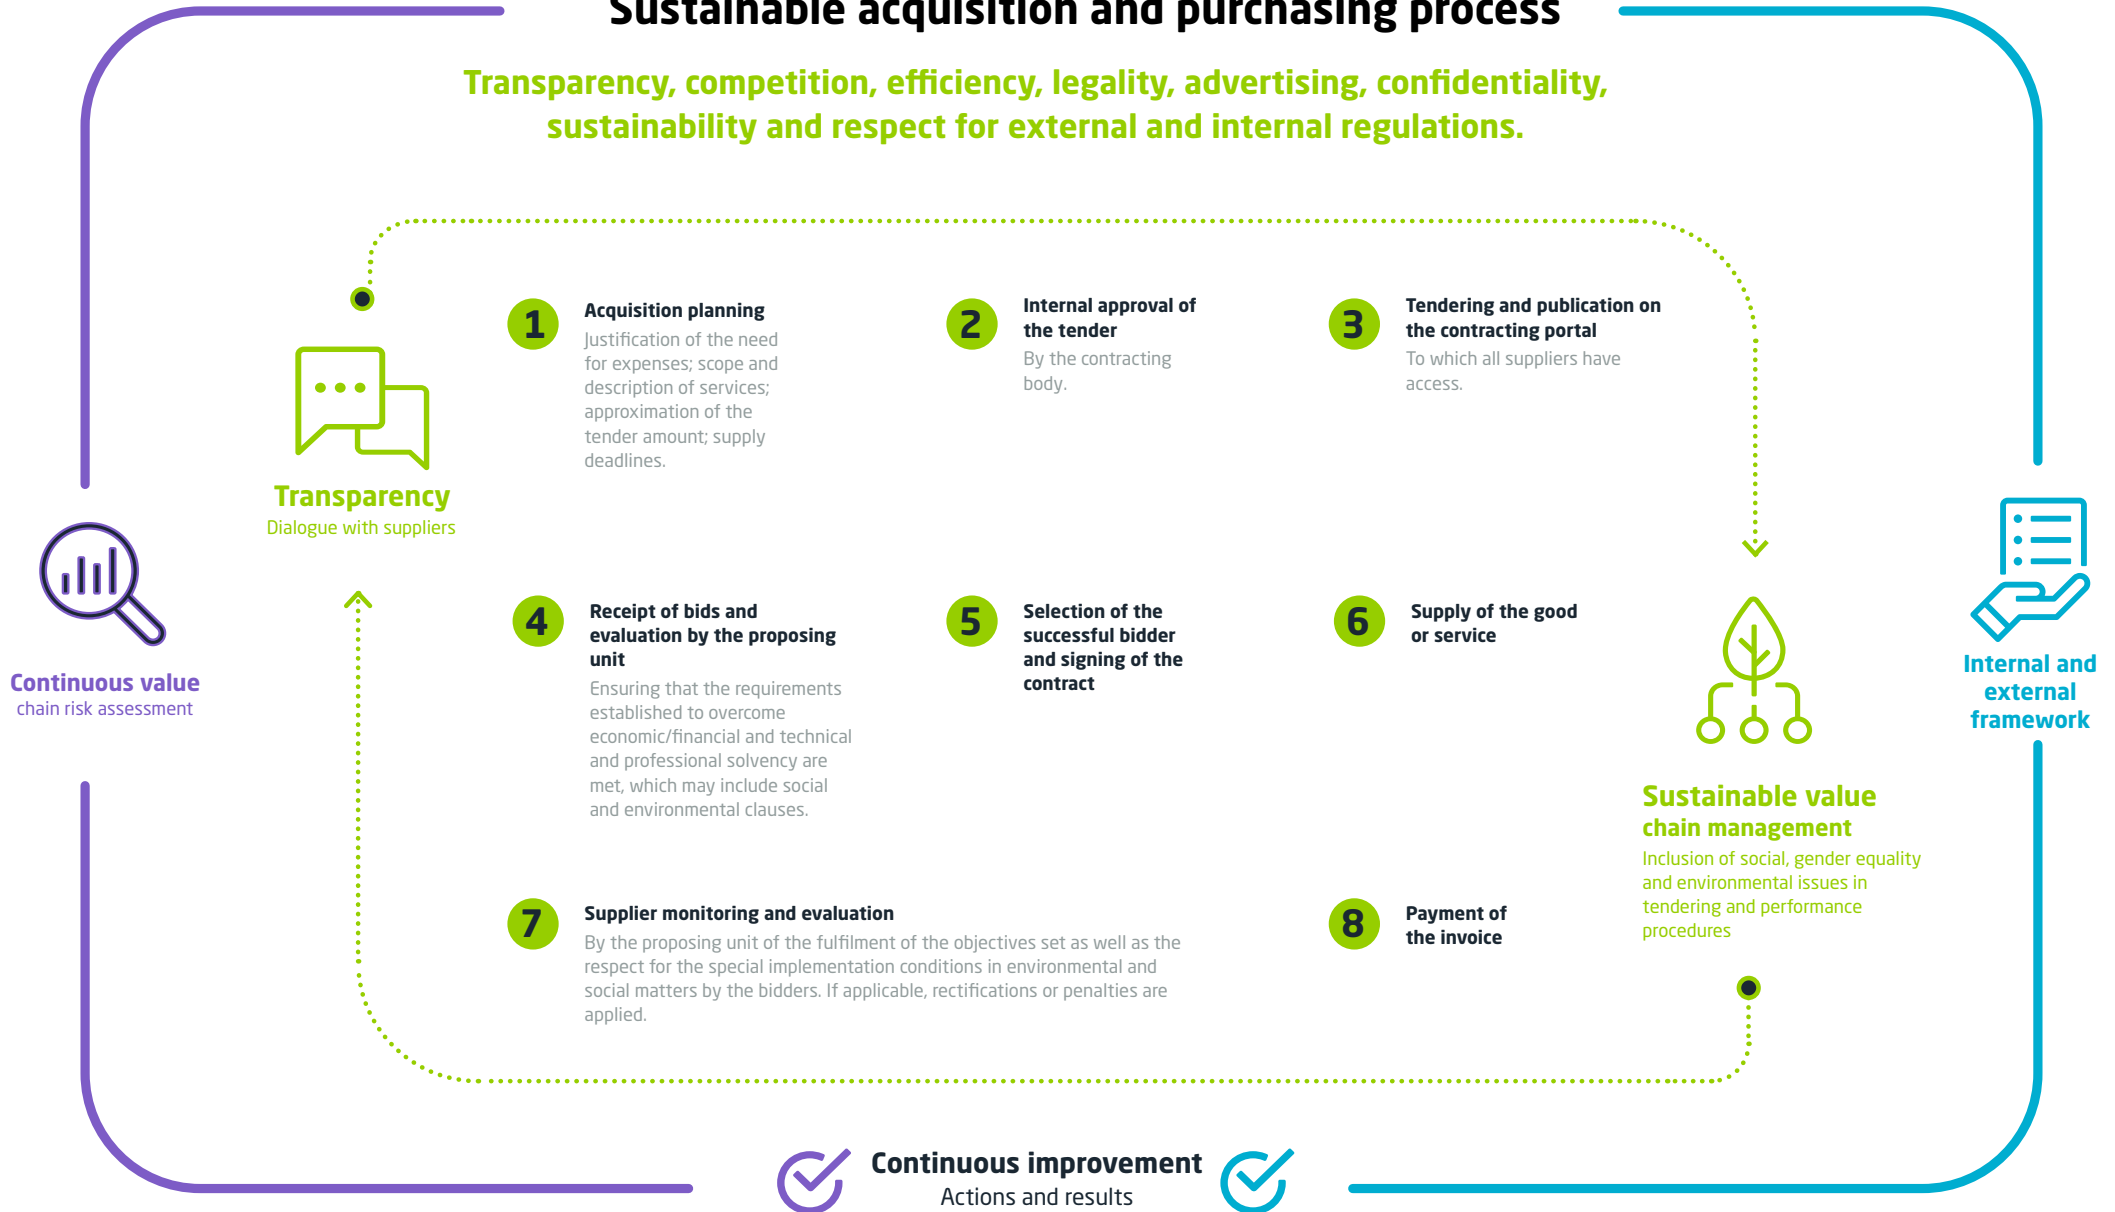 Sustainable acquisition and purchasing process
Transparency, competition, efficiency, legality, advertising, confidentiality,
sustainability and respect for external and internal regulations.
1
Acquisition planning
Justification of the need
for expenses; scope and
description of services;
approximation of the
tender amount; supply
deadlines.
2
Internal approval of
the tender
By the contracting
body.
3
Tendering and publication on
the contracting portal
To which all suppliers have
access.
Transparency
Dialogue with suppliers
Continuous value
chain risk assessment
4
Receipt of bids and
evaluation by the proposing
unit
Ensuring that the requirements
established to overcome
economic/financial and technical
and professional solvency are
met, which may include social
and environmental clauses.
5
Selection of the
successful bidder
and signing of the
contract
6
Supply of the good
or service
Internal and
external
framework
Sustainable value
chain management
Inclusion of social, gender equality
and environmental issues in
tendering and performance
procedures
7
Supplier monitoring and evaluation
By the proposing unit of the fulfilment of the objectives set as well as the
respect for the special implementation conditions in environmental and
social matters by the bidders. If applicable, rectifications or penalties are
applied.
8
Payment of
the invoice
Continuous improvement
Actions and results